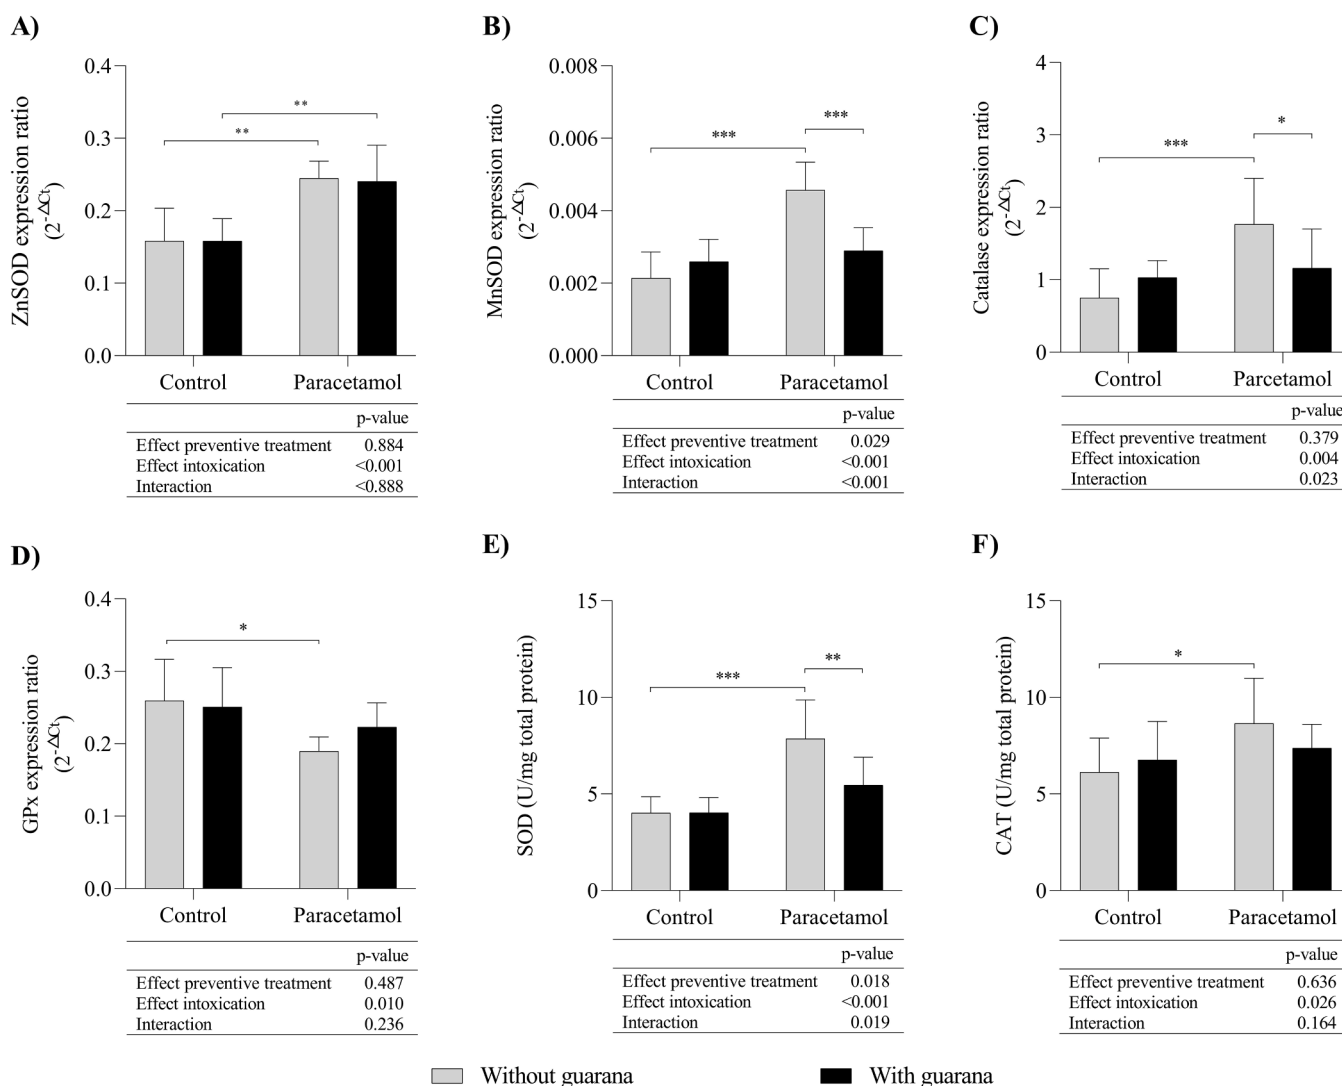 A)
ZnSOD expression ratio
(2^-ΔCt)
0.4
0.3
0.2
0.1
0.0
**
**
Control Paracetamol
p-value
Effect preventive treatment 0.884
Effect intoxication <0.001
Interaction <0.888
B)
MnSOD expression ratio
(2^-ΔCt)
0.008
0.006
0.004
0.002
0.000
***
***
Control Paracetamol
p-value
Effect preventive treatment 0.029
Effect intoxication <0.001
Interaction <0.001
C)
Catalase expression ratio
(2^-ΔCt)
4
3
2
1
0
***
*
Control Parcetamol
p-value
Effect preventive treatment 0.379
Effect intoxication 0.004
Interaction 0.023
D)
GPx expression ratio
(2^-ΔCt)
0.4
0.3
0.2
0.1
0.0
*
Control Paracetamol
p-value
Effect preventive treatment 0.487
Effect intoxication 0.010
Interaction 0.236
E)
SOD (U/mg total protein)
15
10
5
0
***
**
Control Paracetamol
p-value
Effect preventive treatment 0.018
Effect intoxication <0.001
Interaction 0.019
F)
CAT (U/mg total protein)
15
10
5
0
*
Control Paracetamol
p-value
Effect preventive treatment 0.636
Effect intoxication 0.026
Interaction 0.164
Without guarana With guarana